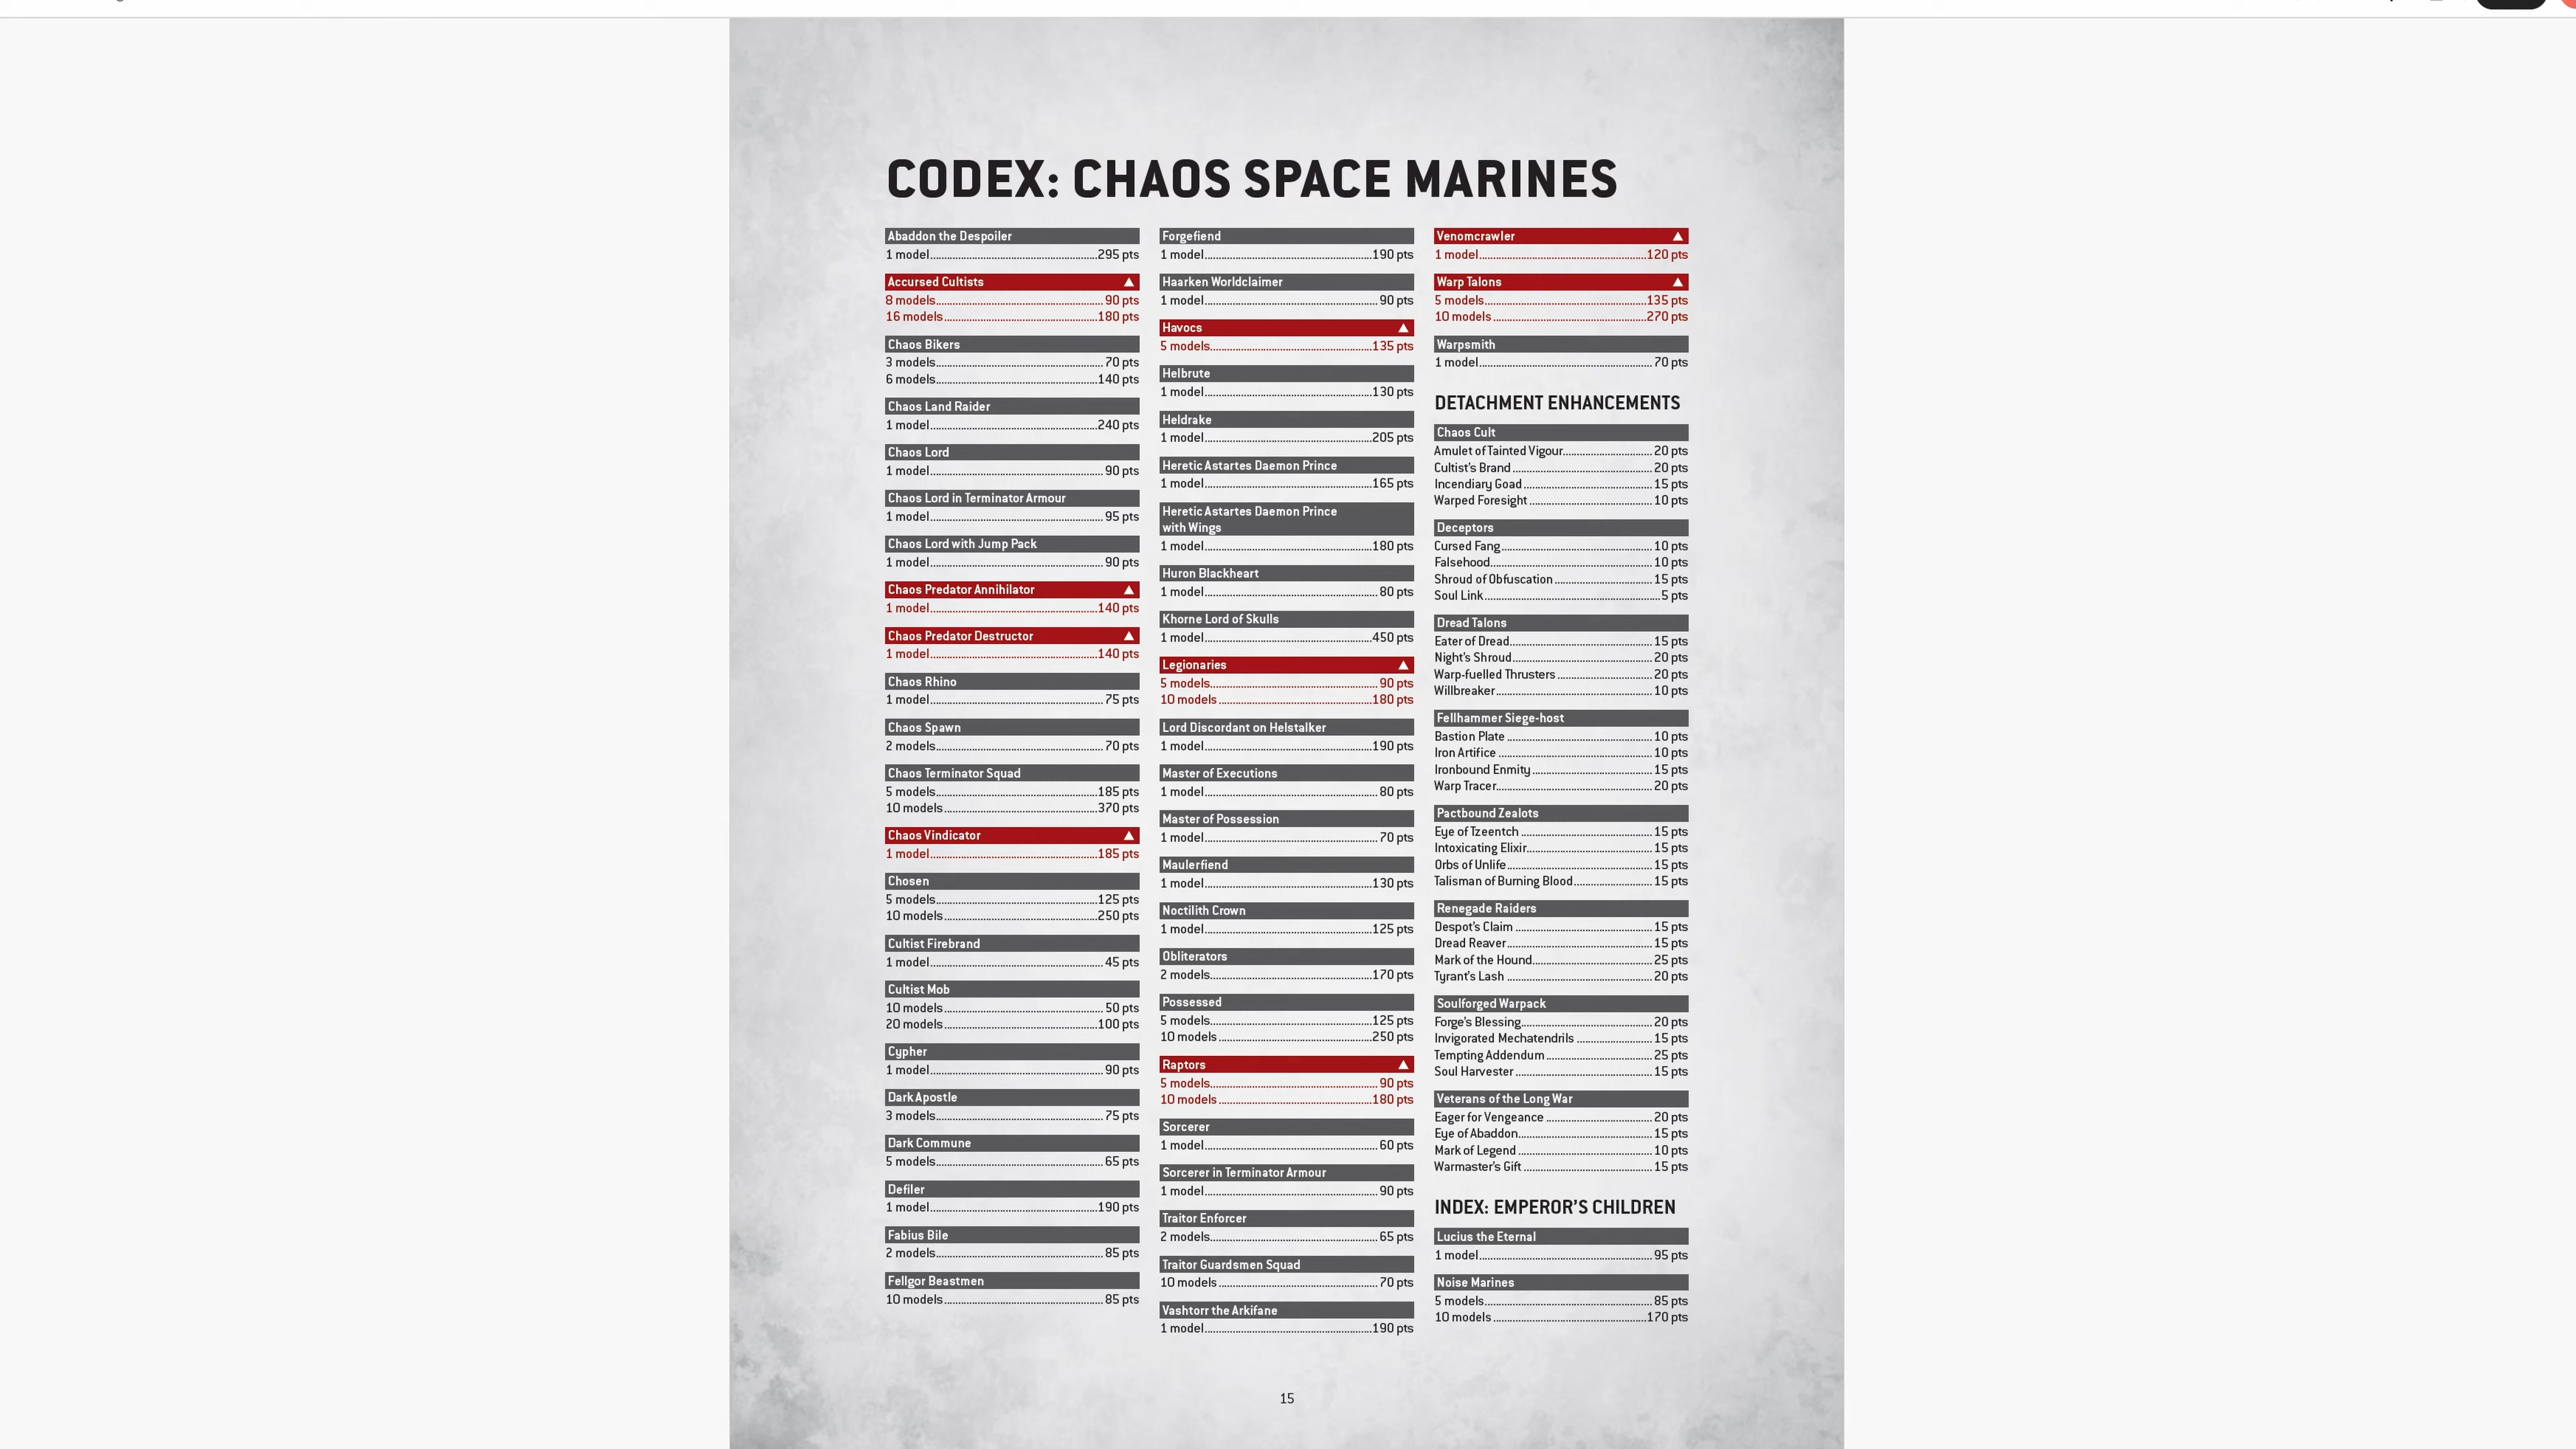 CODEX: CHAOS SPACE MARINES
Abaddon the Despoiler
1 model 295 pts
Accursed Cultists ▲
8 models 90 pts
16 models 180 pts
Chaos Bikers
3 models 70 pts
6 models 140 pts
Chaos Land Raider
1 model 240 pts
Chaos Lord
1 model 90 pts
Chaos Lord in Terminator Armour
1 model 95 pts
Chaos Lord with Jump Pack
1 model 90 pts
Chaos Predator Annihilator ▲
1 model 140 pts
Chaos Predator Destructor ▲
1 model 140 pts
Chaos Rhino
1 model 75 pts
Chaos Spawn
2 models 70 pts
Chaos Terminator Squad
5 models 185 pts
10 models 370 pts
Chaos Vindicator ▲
1 model 185 pts
Chosen
5 models 125 pts
10 models 250 pts
Cultist Firebrand
1 model 45 pts
Cultist Mob
10 models 50 pts
20 models 100 pts
Cypher
1 model 90 pts
Dark Apostle
3 models 75 pts
Dark Commune
5 models 65 pts
Defiler
1 model 190 pts
Fabius Bile
2 models 85 pts
Fellgor Beastmen
10 models 85 pts
Forgefiend
1 model 190 pts
Haarken Worldclaimer
1 model 90 pts
Havocs ▲
5 models 135 pts
Helbrute
1 model 130 pts
Heldrake
1 model 205 pts
Heretic Astartes Daemon Prince
1 model 165 pts
Heretic Astartes Daemon Prince
with Wings
1 model 180 pts
Huron Blackheart
1 model 80 pts
Khorne Lord of Skulls
1 model 450 pts
Legionaries ▲
5 models 90 pts
10 models 180 pts
Lord Discordant on Helstalker
1 model 190 pts
Master of Executions
1 model 80 pts
Master of Possession
1 model 70 pts
Maulerfiend
1 model 130 pts
Noctilith Crown
1 model 125 pts
Obliterators
2 models 170 pts
Possessed
5 models 125 pts
10 models 250 pts
Raptors ▲
5 models 90 pts
10 models 180 pts
Sorcerer
1 model 60 pts
Sorcerer in Terminator Armour
1 model 90 pts
Traitor Enforcer
2 models 65 pts
Traitor Guardsmen Squad
10 models 70 pts
Vashtorr the Arkifane
1 model 190 pts
Venomcrawler ▲
1 model 120 pts
Warp Talons ▲
5 models 135 pts
10 models 270 pts
Warpsmith
1 model 70 pts
DETACHMENT ENHANCEMENTS
Chaos Cult
Amulet of Tainted Vigour 20 pts
Cultist's Brand 20 pts
Incendiary Goad 15 pts
Warped Foresight 10 pts
Deceptors
Cursed Fang 10 pts
Falsehood 10 pts
Shroud of Obfuscation 15 pts
Soul Link 5 pts
Dread Talons
Eater of Dread 15 pts
Night's Shroud 20 pts
Warp-fuelled Thrusters 20 pts
Willbreaker 10 pts
Fellhammer Siege-host
Bastion Plate 10 pts
Iron Artifice 10 pts
Ironbound Enmity 15 pts
Warp Tracer 20 pts
Pactbound Zealots
Eye of Tzeentch 15 pts
Intoxicating Elixir 15 pts
Orbs of Unlife 15 pts
Talisman of Burning Blood 15 pts
Renegade Raiders
Despot's Claim 15 pts
Dread Reaver 15 pts
Mark of the Hound 25 pts
Tyrant's Lash 20 pts
Soulforged Warpack
Forge's Blessing 20 pts
Invigorated Mechatendrils 15 pts
Tempting Addendum 25 pts
Soul Harvester 15 pts
Veterans of the Long War
Eager for Vengeance 20 pts
Eye of Abaddon 15 pts
Mark of Legend 10 pts
Warmaster's Gift 15 pts
INDEX: EMPEROR'S CHILDREN
Lucius the Eternal
1 model 95 pts
Noise Marines
5 models 85 pts
10 models 170 pts
15